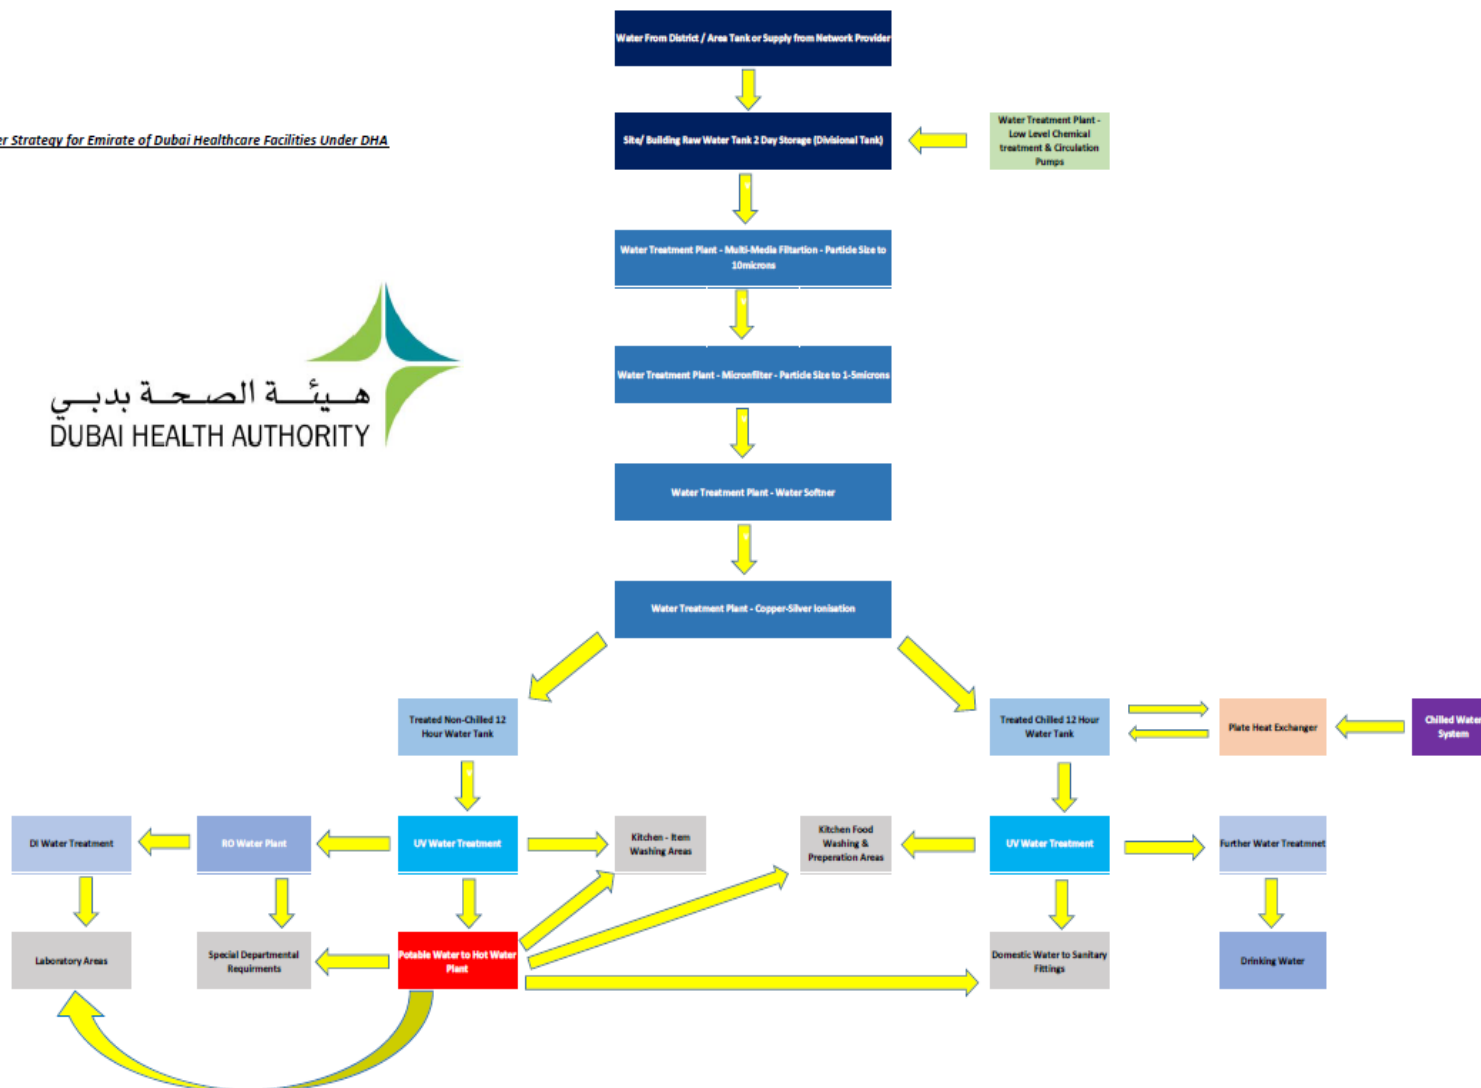 Water From District / Area Tank or Supply from Network Provider
er Strategy for Emirate of Dubai Healthcare Facilities Under DHA
Site/ Building Raw Water Tank 2 Day Storage (Divisional Tank)
Water Treatment Plant -
Low Level Chemical
treatment & Circulation
Pumps
Water Treatment Plant - Multi-Media Filtartion - Particle Size to
10microns
هيئة الصحة بدبي
DUBAI HEALTH AUTHORITY
Water Treatment Plant - Micronfilter - Particle Size to 1-5microns
Water Treatment Plant - Water Softner
Water Treatment Plant - Copper-Silver Ionisation
Treated Non-Chilled 12
Hour Water Tank
Treated Chilled 12 Hour
Water Tank
Plate Heat Exchanger
Chilled Water
System
DI Water Treatment
RO Water Plant
UV Water Treatment
Kitchen - Item
Washing Areas
Kitchen Food
Washing &
Preperation Areas
UV Water Treatment
Further Water Treatmnet
Laboratory Areas
Special Departmental
Requirments
Potable Water to Hot Water
Plant
Domestic Water to Sanitary
Fittings
Drinking Water